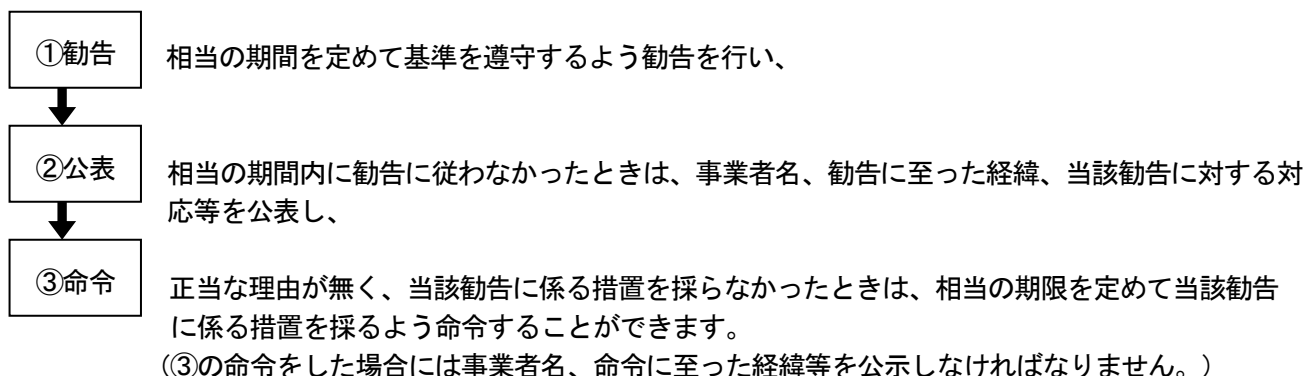 ①勧告
相当の期間を定めて基準を遵守するよう勧告を行い、
②公表
相当の期間内に勧告に従わなかったときは、事業者名、勧告に至った経緯、当該勧告に対する対
応等を公表し、
③命令
正当な理由が無く、当該勧告に係る措置を採らなかったときは、相当の期限を定めて当該勧告
に係る措置を採るよう命令することができます。
(③の命令をした場合には事業者名、命令に至った経緯等を公示しなければなりません。)